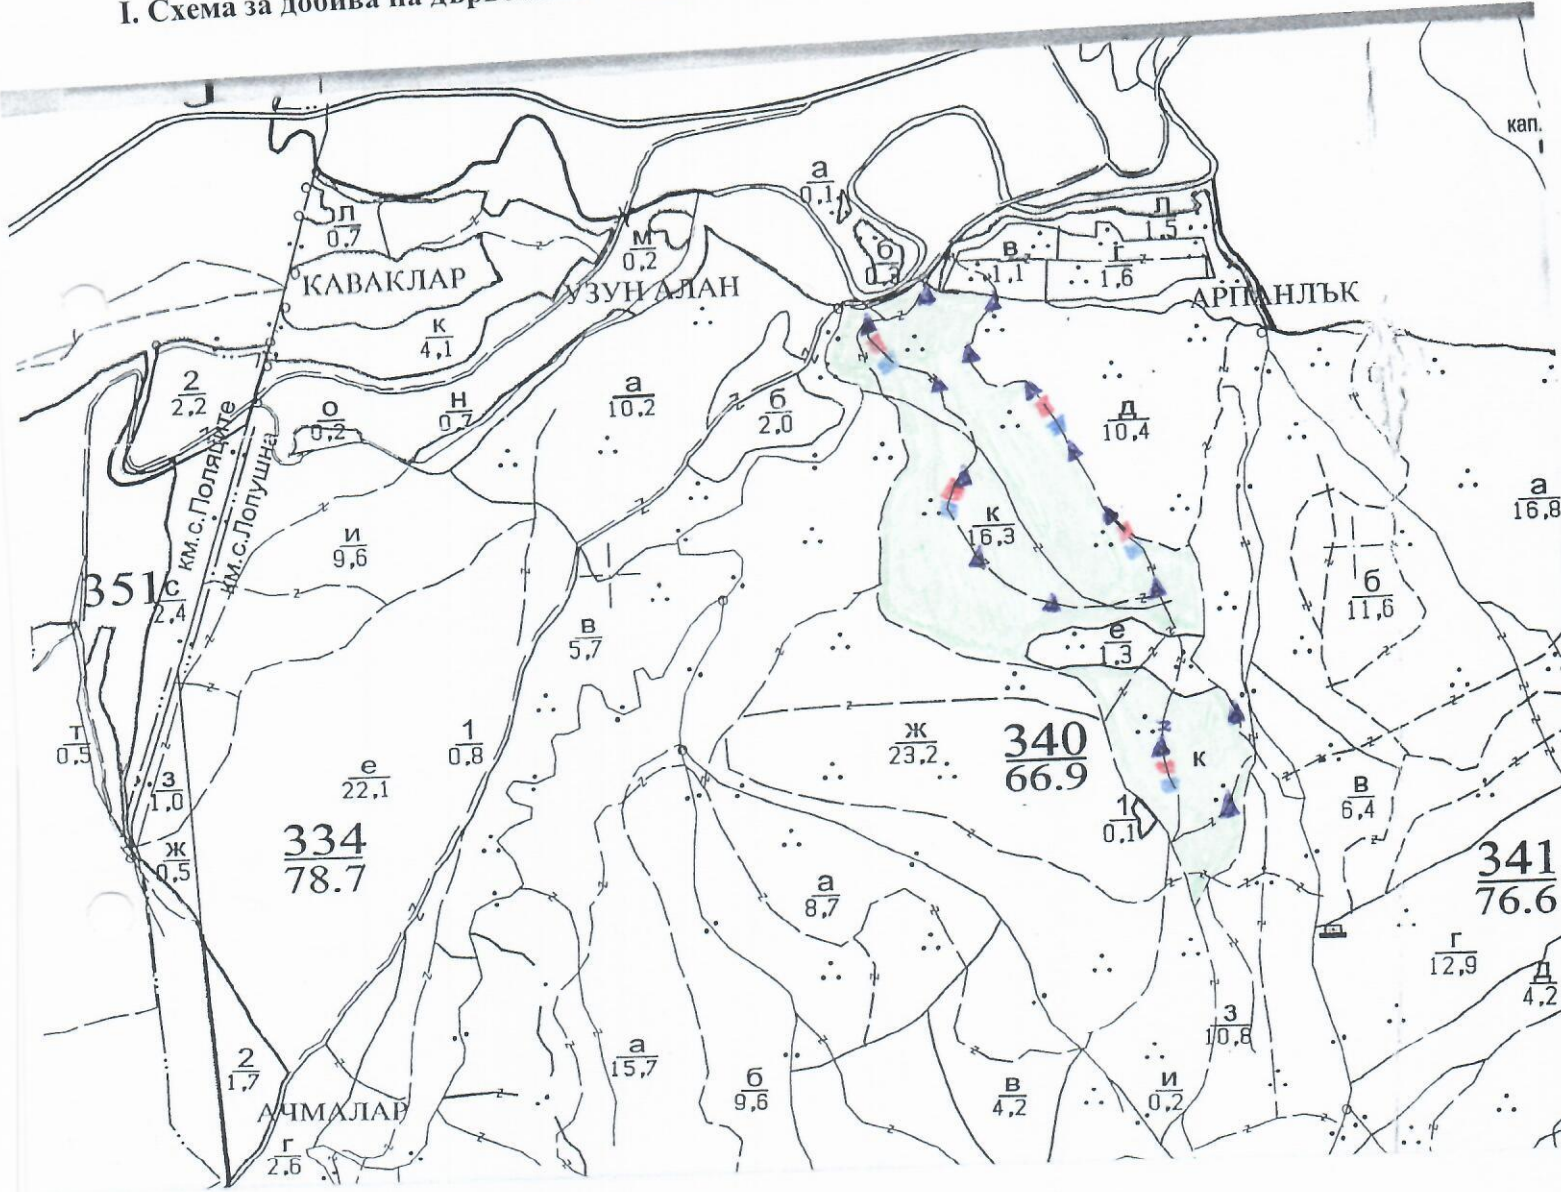 I. Схема за добива на
кап.
а
0,1
л
0.7
л
1.5
м
0,2
б
0.3
в
1,1
г
1,6
КАВАКЛАР
УЗУН АЛАН
АРПАНЛЪК
к
4,1
2
2,2
о
0,2
н
0,7
а
10,2
б
2.0
д
10,4
км.с.Поляците
км.с.Лопушна
а
16,8
и
9,6
к
16,3
351
с
2,4
в
5,7
е
1.3
б
11,6
т
0,5
з
1,0
е
22,1
1
0.8
ж
23,2
340
66.9
к
1
0.1
в
6,4
334
78.7
ж
0,5
а
8,7
341
76.6
г
12,9
д
4,2
2
1,7
а
15,7
б
9,6
в
4,2
и
0,2
з
10,8
АЧМАЛАР
г
2,6